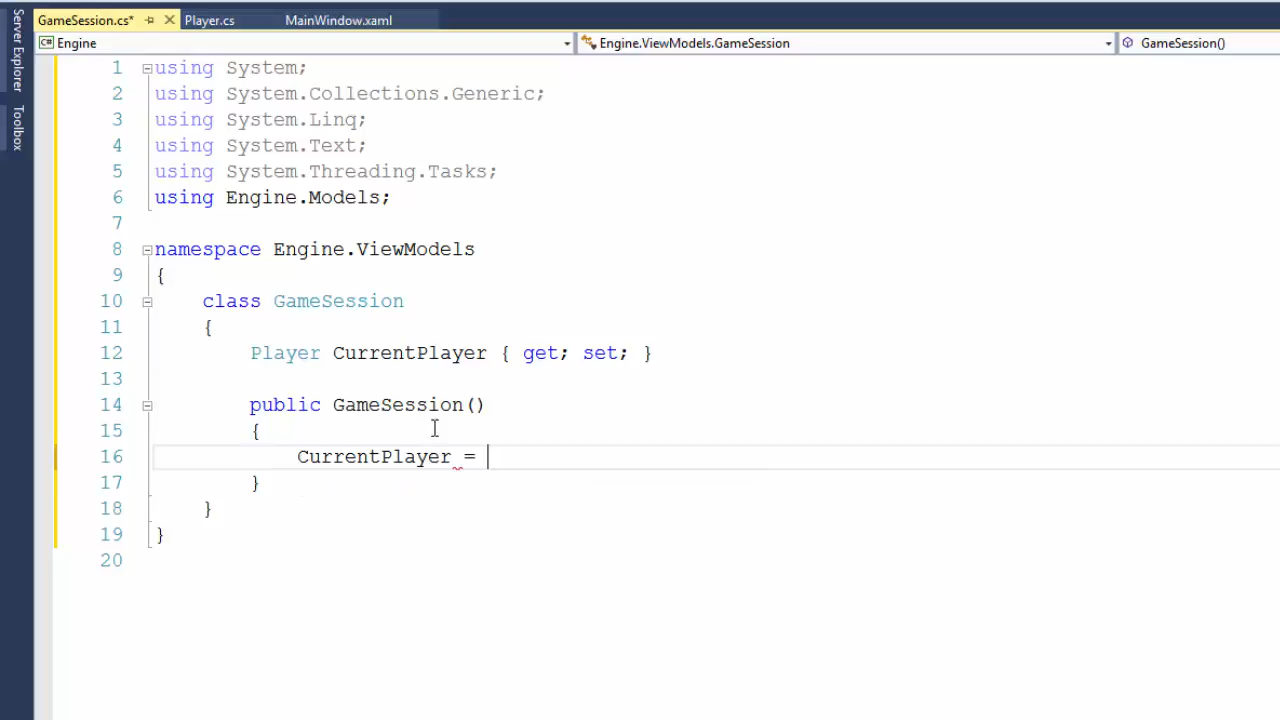 GameSession.cs* Player.cs MainWindow.xaml
Server Explorer
Toolbox
C# Engine Engine.ViewModels.GameSession GameSession()
1 using System;
2 using System.Collections.Generic;
3 using System.Linq;
4 using System.Text;
5 using System.Threading.Tasks;
6 using Engine.Models;
7
8 namespace Engine.ViewModels
9 {
10 class GameSession
11 {
12 Player CurrentPlayer { get; set; }
13
14 public GameSession()
15 {
16 CurrentPlayer =
17 }
18 }
19 }
20